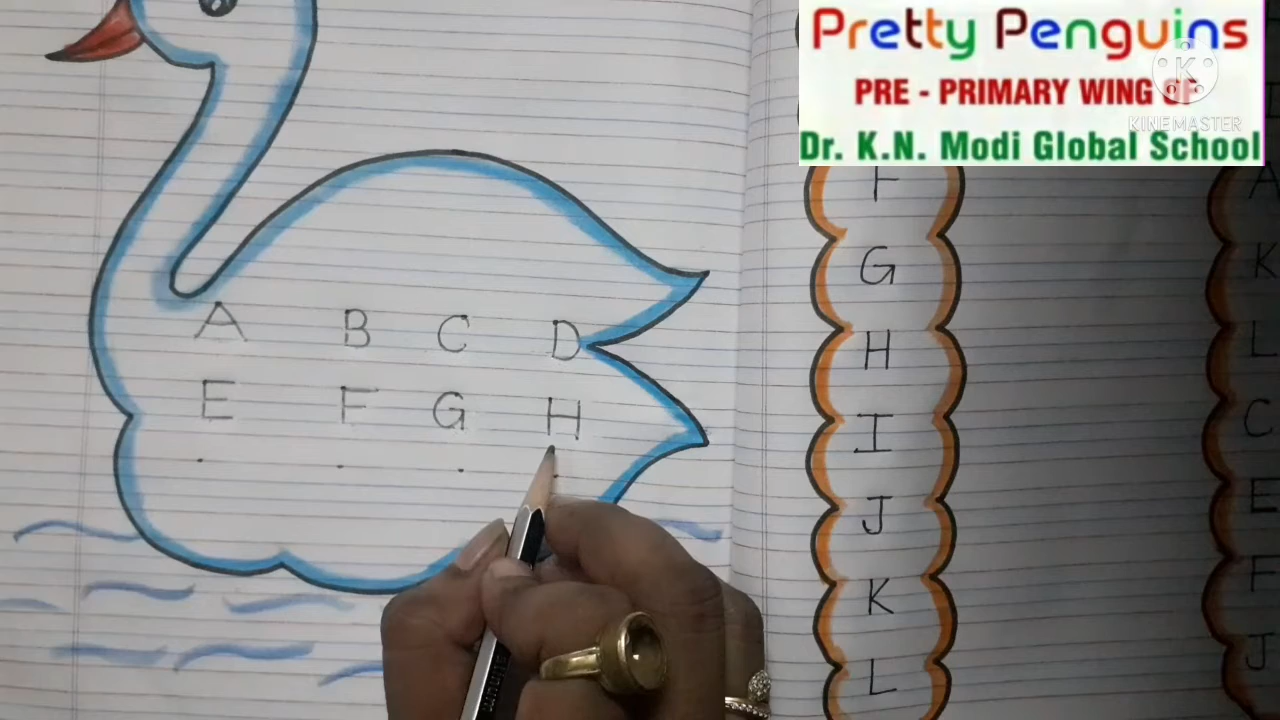 Pretty Penguins
PRE - PRIMARY WING OF
KINEMASTER
Dr. K.N. Modi Global School
A B C D
E F G H
F
G
H
I
J
K
L
A
K
L
C
E
F
J